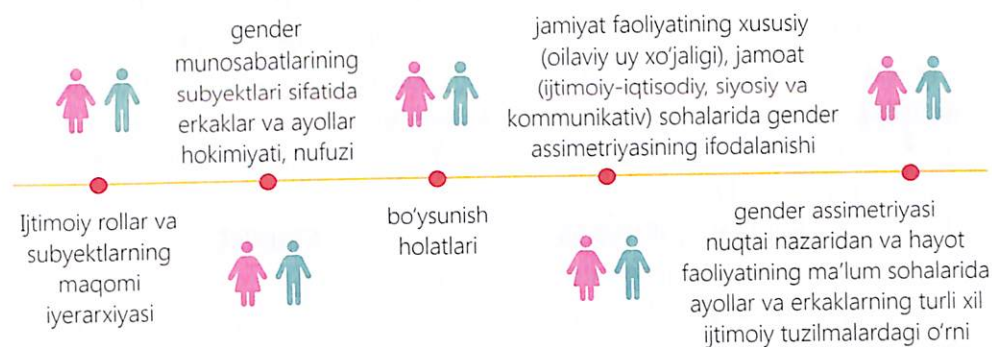 gender
munosabatlarining
subyektlari sifatida
erkaklar va ayollar
hokimiyati, nufuzi
jamiyat faoliyatining xususiy
(oilaviy uy xo‘jaligi), jamoat
(ijtimoiy-iqtisodiy, siyosiy va
kommunikativ) sohalarida gender
assimetriyasining ifodalanishi
Ijtimoiy rollar va
subyektlarning
maqomi
iyerarxiyasi
bo‘ysunish
holatlari
gender assimetriyasi
nuqtai nazaridan va hayot
faoliyatining ma’lum sohalarida
ayollar va erkaklarning turli xil
ijtimoiy tuzilmalardagi o‘rni